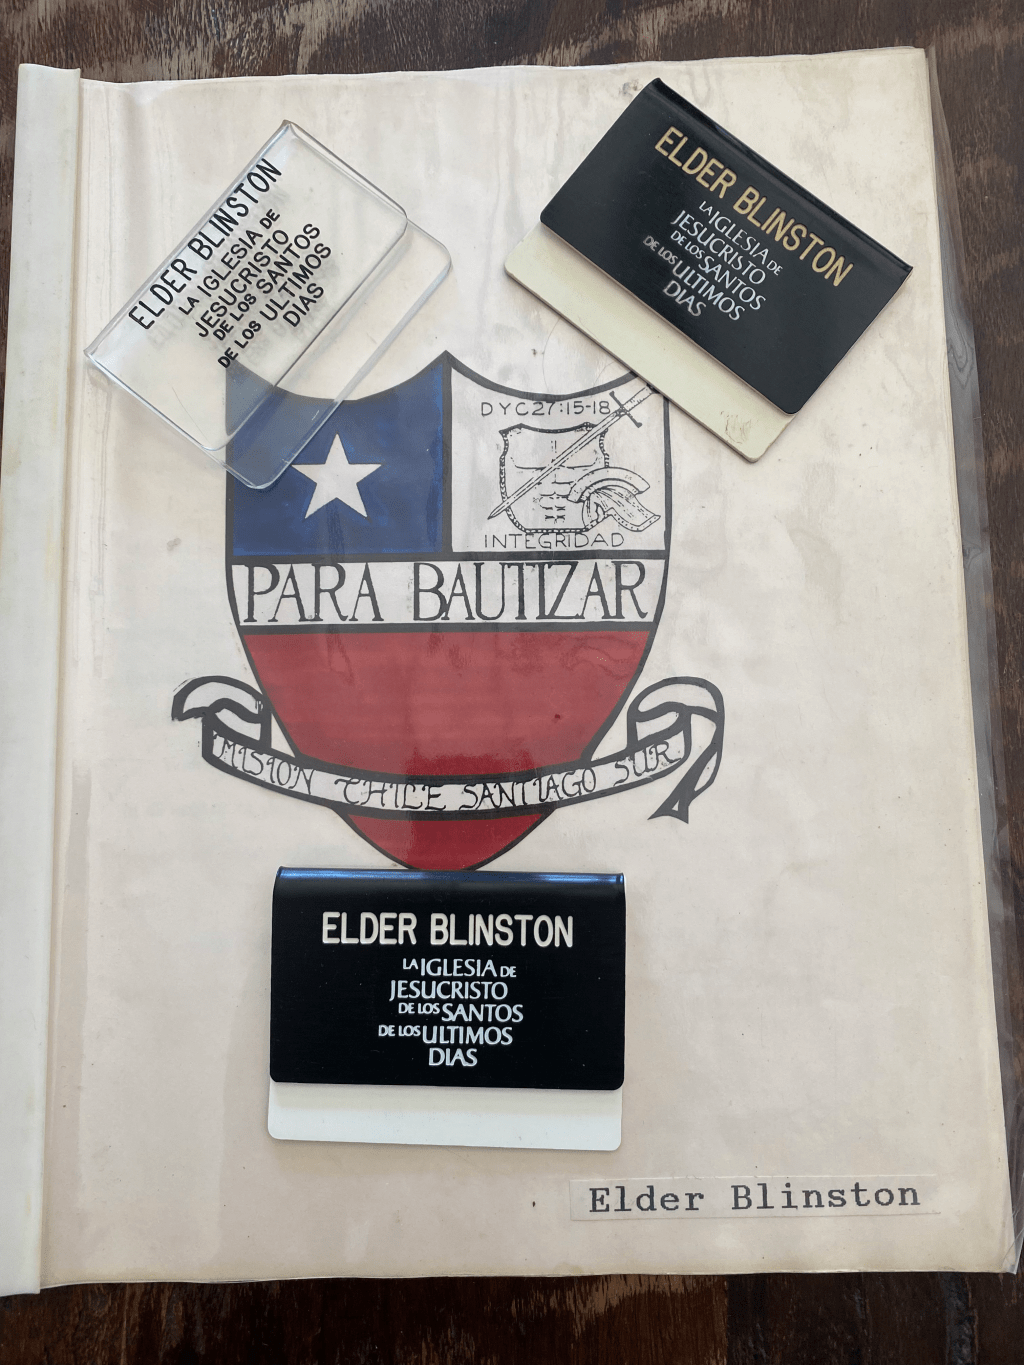 ELDER BLINSTON
LA IGLESIA DE
JESUCRISTO
DE LOS SANTOS
DE LOS ULTIMOS
DIAS
ELDER BLINSTON
LA IGLESIA DE
JESUCRISTO
DE LOS SANTOS
DE LOS ULTIMOS
DIAS
DYC27:15-18
INTEGRIDAD
PARA BAUTIZAR
MISION CHILE SANTIAGO SUR
ELDER BLINSTON
LA IGLESIA DE
JESUCRISTO
DE LOS SANTOS
DE LOS ULTIMOS
DIAS
Elder Blinston